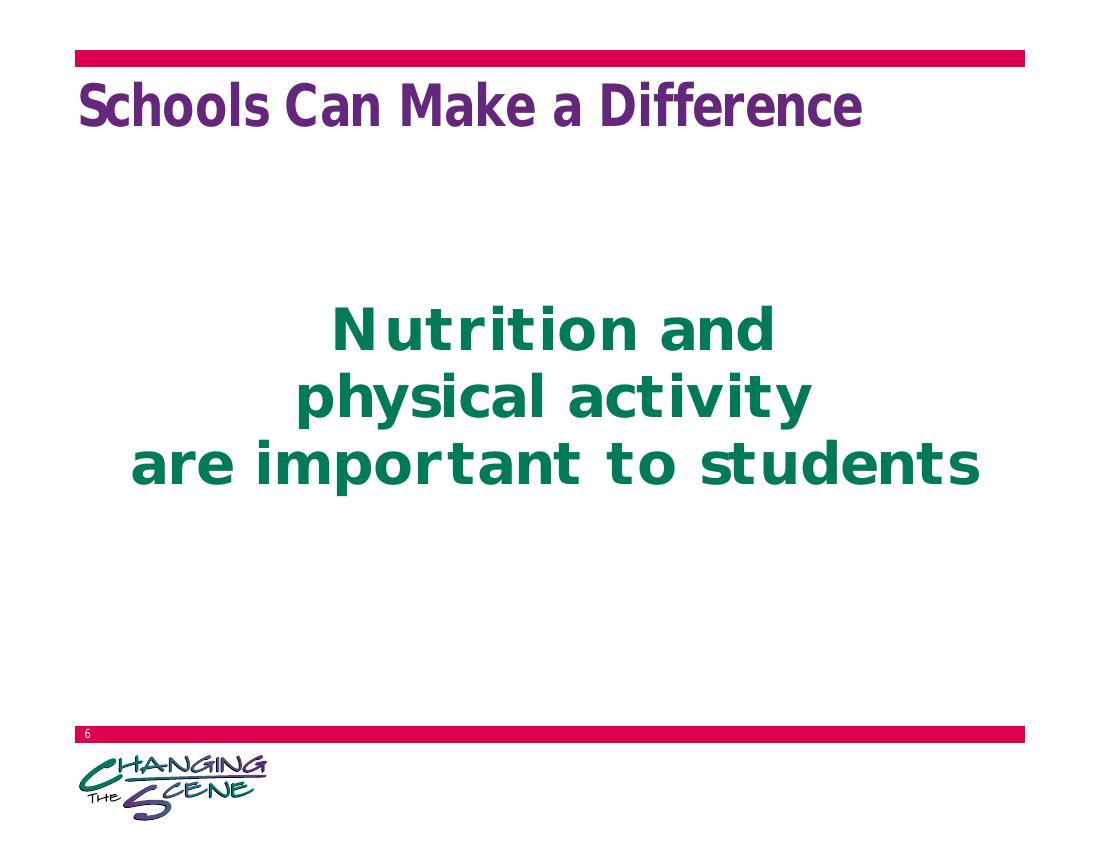 Schools Can Make a Difference
Nutrition and
physical activity
are important to students
6
CHANGING
THE SCENE